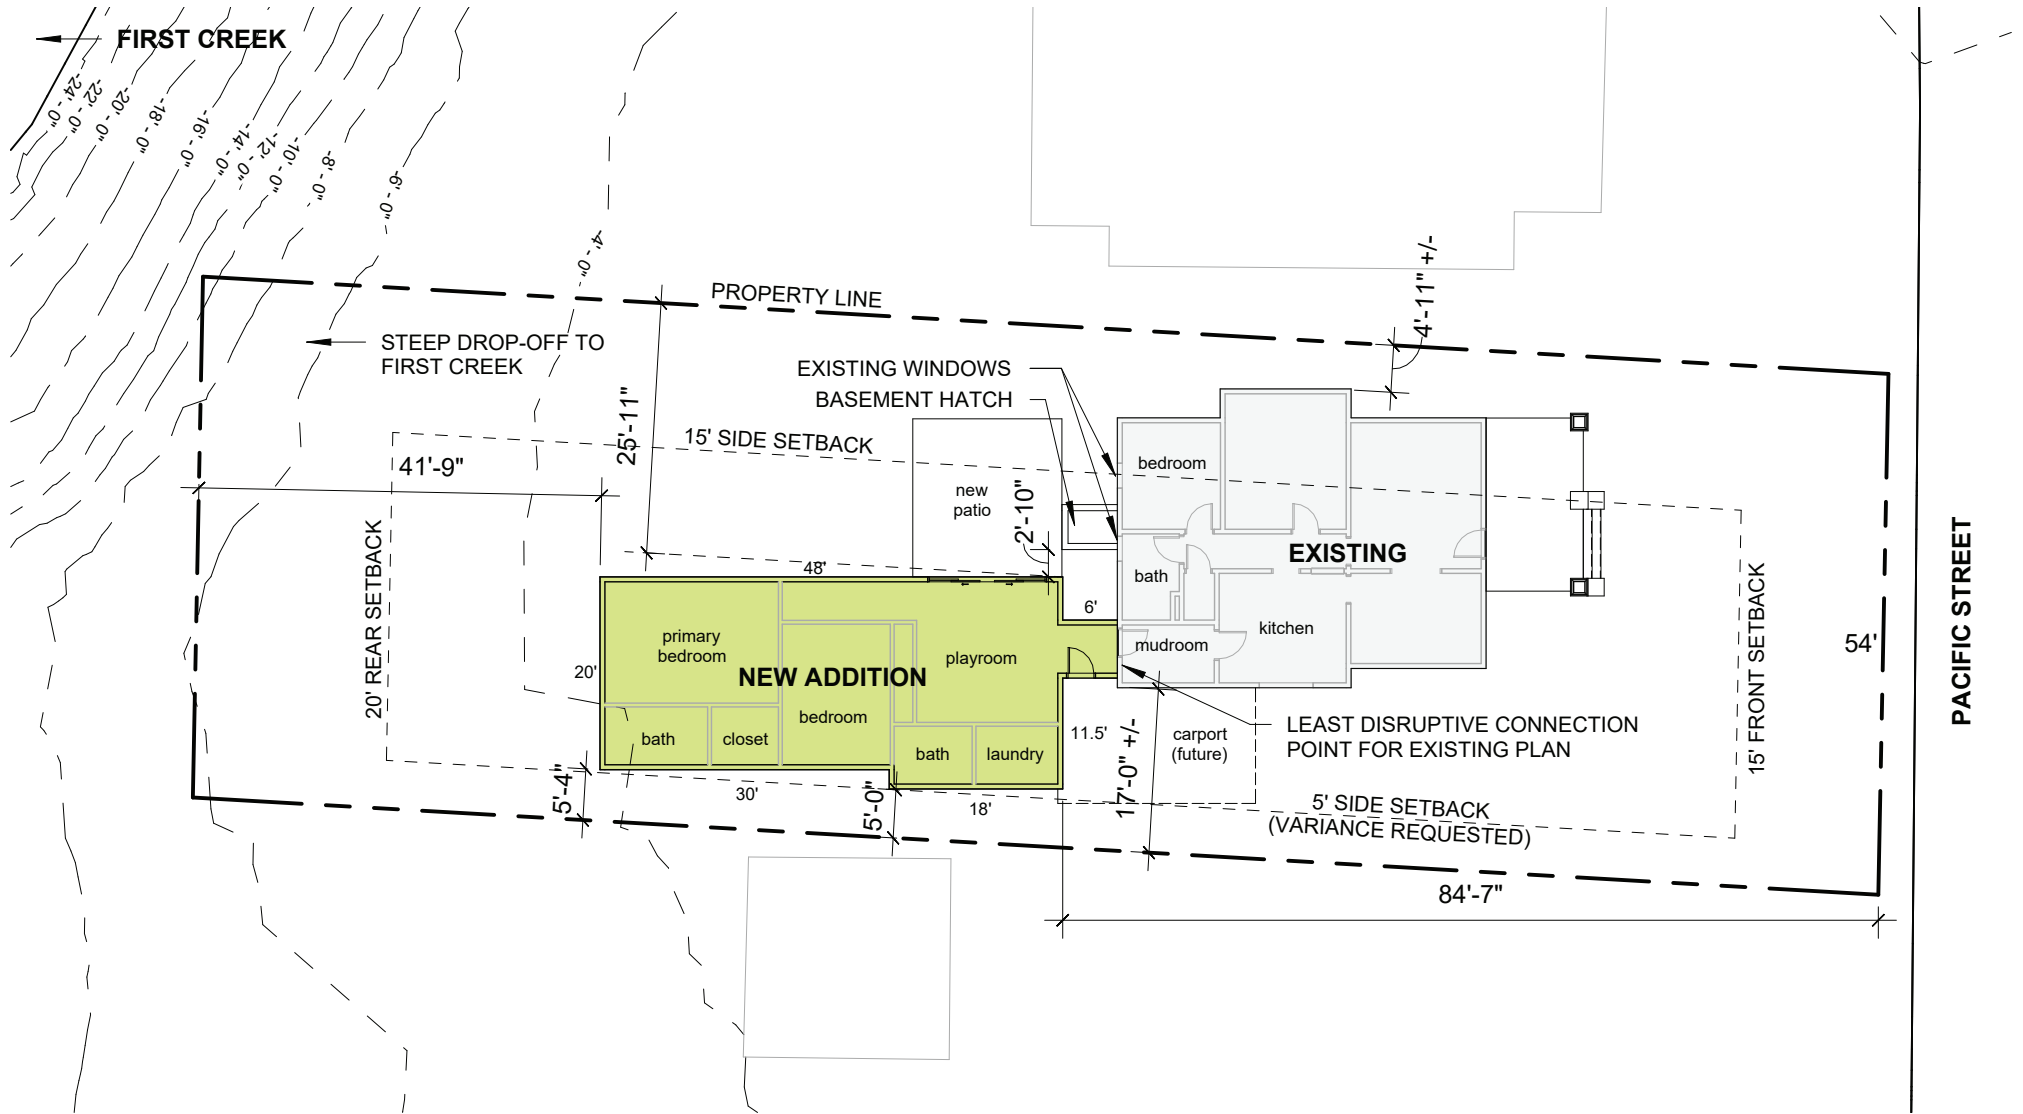 FIRST CREEK
-24' - 0"
-22' - 0"
-20' - 0"
-18' - 0"
-16' - 0"
-14' - 0"
-12' - 0"
-10' - 0"
-8' - 0"
-6' - 0"
-4' - 0"
PROPERTY LINE
4'-11" +/-
STEEP DROP-OFF TO
FIRST CREEK
EXISTING WINDOWS
BASEMENT HATCH
25'-11"
15' SIDE SETBACK
41'-9"
new
patio
2'-10"
bedroom
EXISTING
bath
kitchen
mudroom
48'
6'
20' REAR SETBACK
20'
primary
bedroom
playroom
NEW ADDITION
bedroom
bath
closet
bath
laundry
11.5'
carport
(future)
LEAST DISRUPTIVE CONNECTION
POINT FOR EXISTING PLAN
15' FRONT SETBACK
54'
PACIFIC STREET
5'-4"
30'
5'-0"
18'
17'-0" +/-
5' SIDE SETBACK
(VARIANCE REQUESTED)
84'-7"